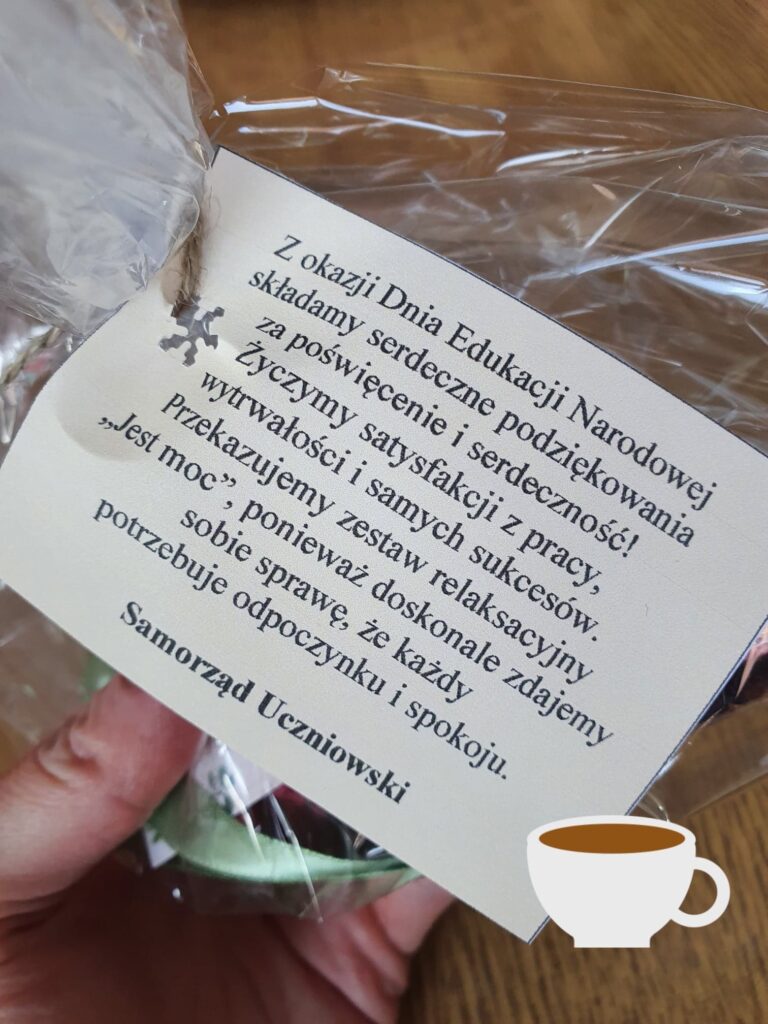 Z okazji Dnia Edukacji Narodowej
składamy serdeczne podziękowania
za poświęcenie i serdeczność!
Życzymy satysfakcji z pracy,
wytrwałości i samych sukcesów.
Przekazujemy zestaw relaksacyjny
„Jest moc”, ponieważ doskonale zdajemy
sobie sprawę, że każdy
potrzebuje odpoczynku i spokoju.
Samorząd Uczniowski